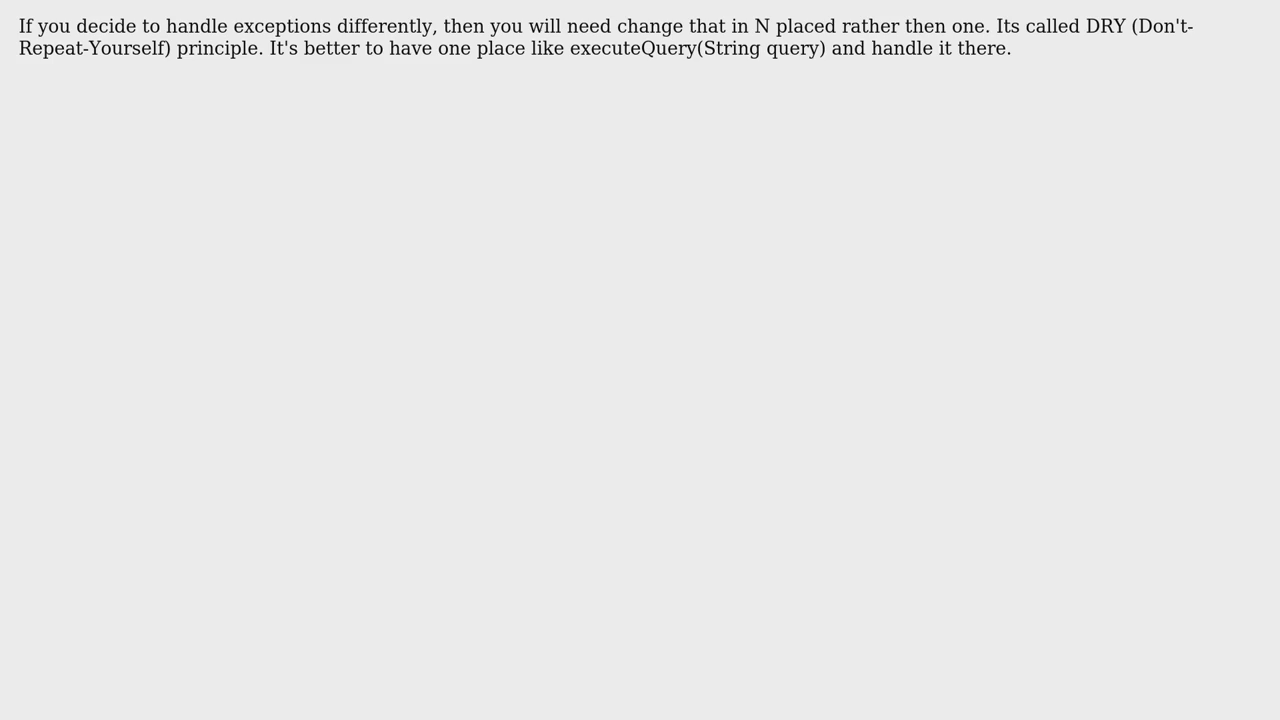 If you decide to handle exceptions differently, then you will need change that in N placed rather then one. Its called DRY (Don't-
Repeat-Yourself) principle. It's better to have one place like executeQuery(String query) and handle it there.